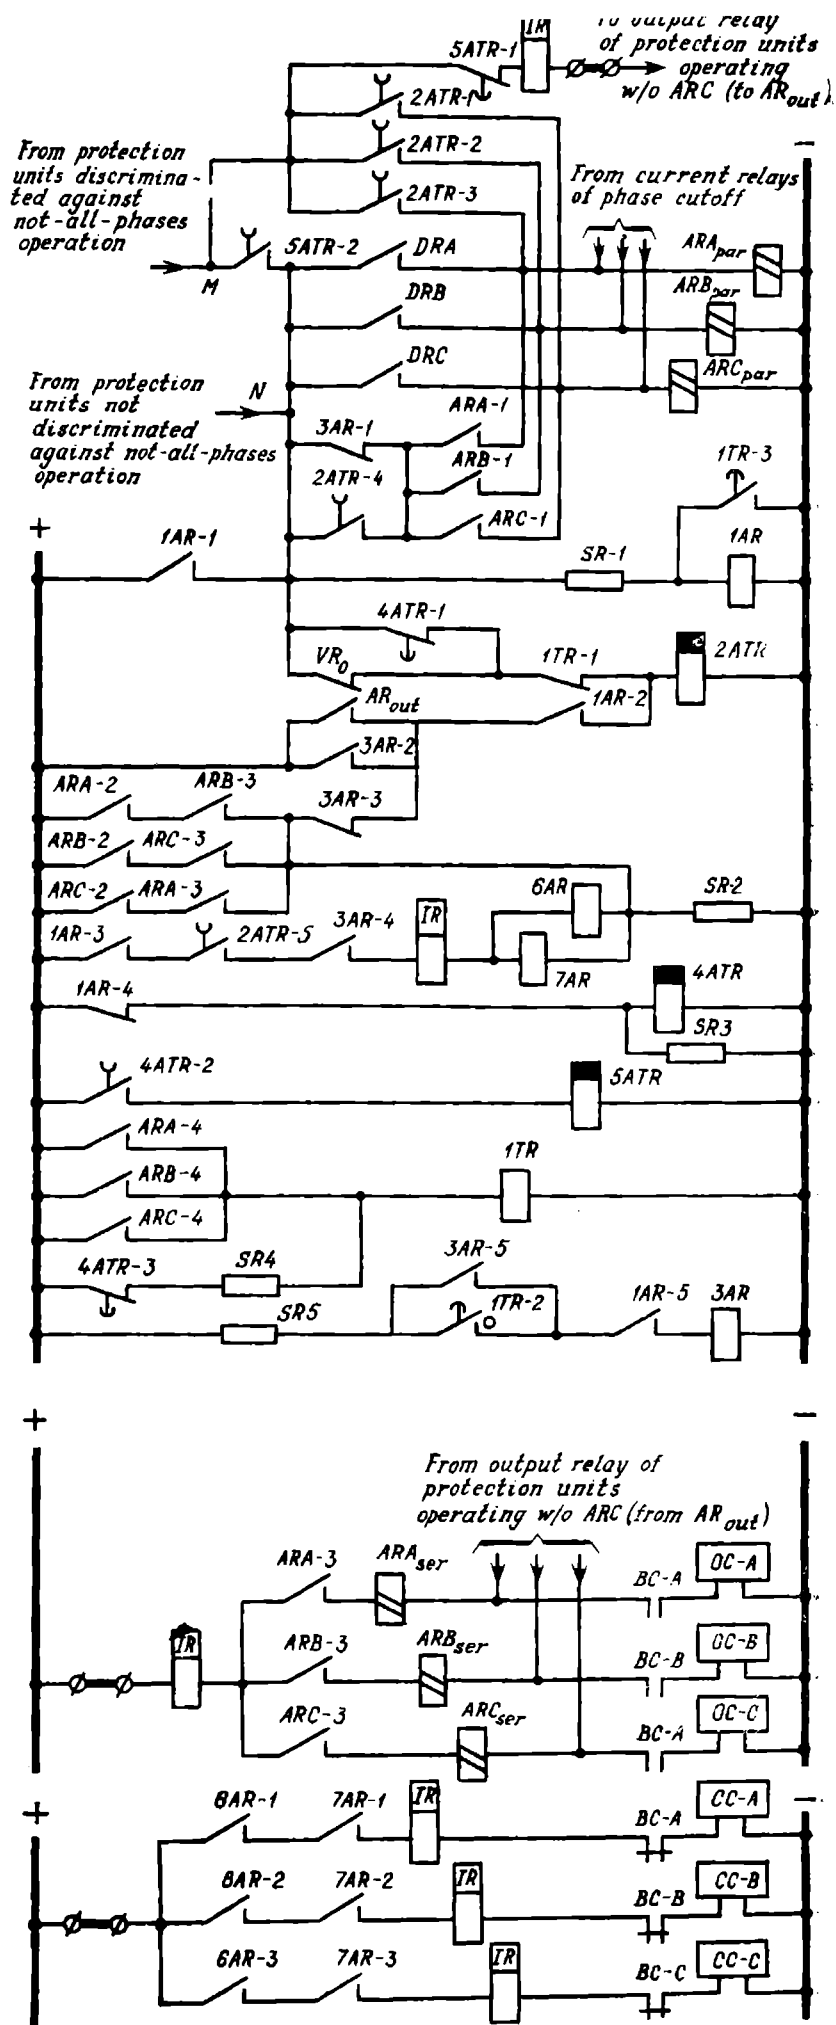 To output relay
of protection units
operating
w/o ARC (to ARout)
IR
5ATR-1
2ATR-1
2ATR-2
2ATR-3
−
From protection
units discrimina-
ted against
not-all-phases
operation
From current relays
of phase cutoff
5ATR-2
DRA
ARApar
M
DRB
ARBpar
DRC
ARCpar
From protection
units not
discriminated
against not-all-phases
operation
N
3AR-1
ARA-1
ARB-1
2ATR-4
ARC-1
1TR-3
+
1AR-1
SR-1
1AR
4ATR-1
VR0
1TR-1
2ATR
ARout
1AR-2
3AR-2
ARA-2
ARB-3
3AR-3
ARB-2
ARC-3
ARC-2
ARA-3
6AR
SR-2
1AR-3
2ATR-5
3AR-4
IR
7AR
1AR-4
4ATR
SR3
4ATR-2
5ATR
ARA-4
1TR
ARB-4
ARC-4
3AR-5
4ATR-3
SR4
SR5
1TR-2
1AR-5
3AR
+
−
From output relay of
protection units
operating w/o ARC (from ARout)
ARA-3
ARAser
BC-A
OC-A
IR
ARB-3
ARBser
BC-B
OC-B
ARC-3
ARCser
BC-A
OC-C
+
−
6AR-1
7AR-1
IR
BC-A
CC-A
6AR-2
7AR-2
IR
BC-B
CC-B
6AR-3
7AR-3
IR
BC-C
CC-C